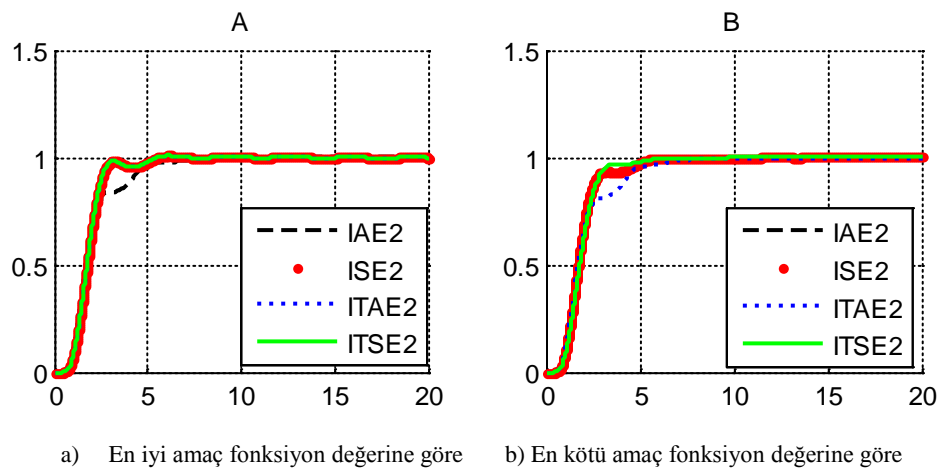 A
1.5
1
0.5
0
0 5 10 15 20
IAE2
ISE2
ITAE2
ITSE2
B
1.5
1
0.5
0
0 5 10 15 20
IAE2
ISE2
ITAE2
ITSE2
a) En iyi amaç fonksiyon değerine göre
b) En kötü amaç fonksiyon değerine göre